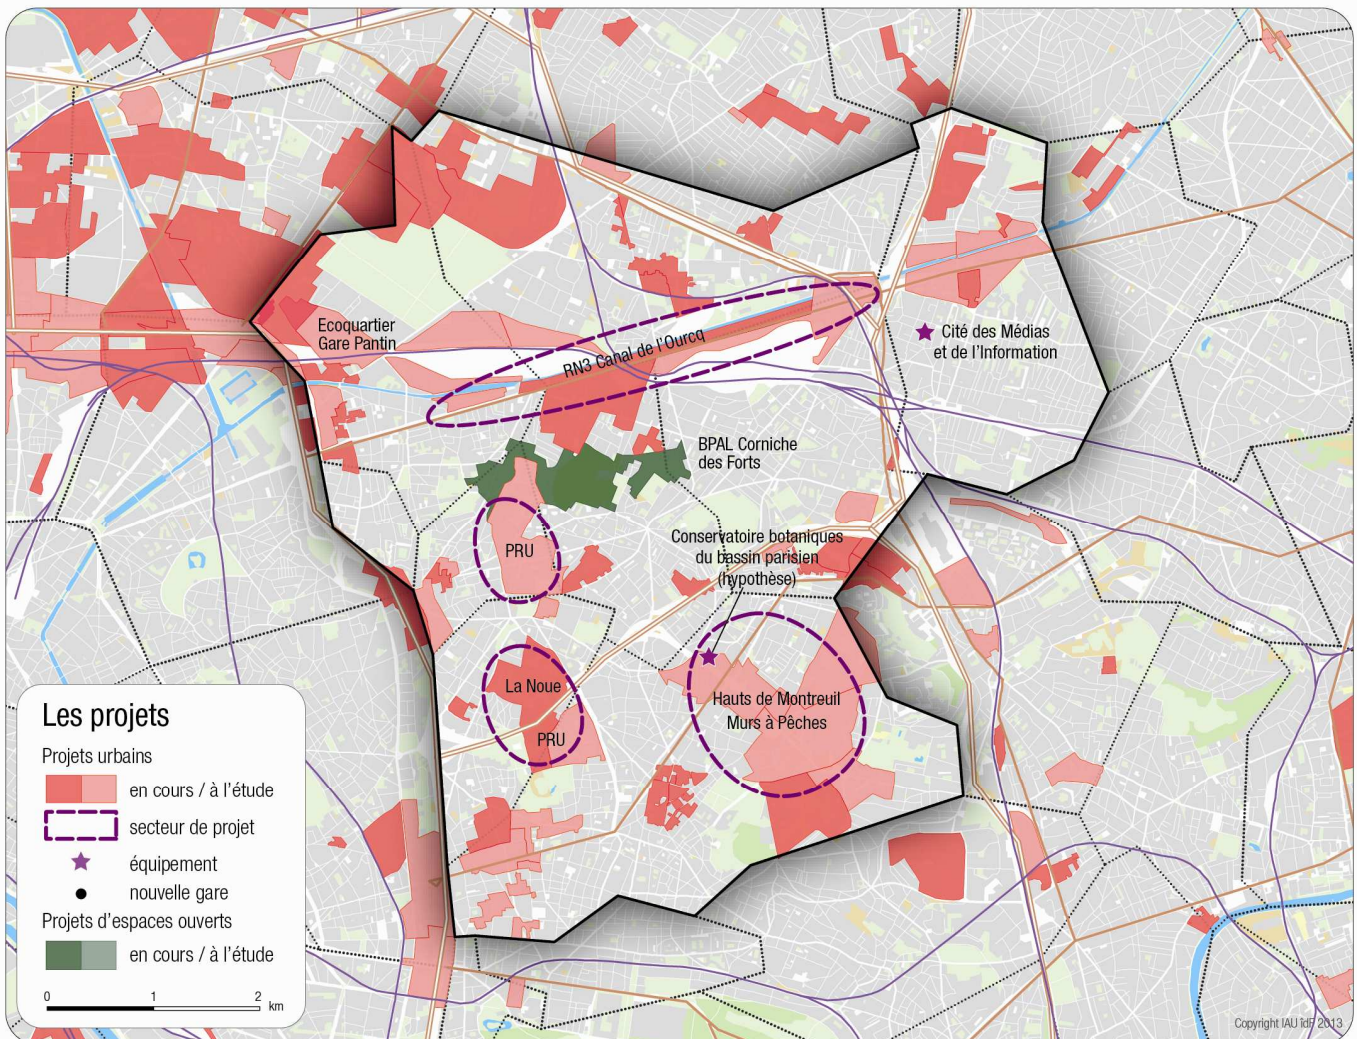 Ecoquartier
Gare Pantin
RN3 Canal de l'Ourcq
Cité des Médias
et de l'Information
BPAL Corniche
des Forts
Conservatoire botaniques
du bassin parisien
(hypothèse)
PRU
La Noue
PRU
Hauts de Montreuil
Murs à Pêches
Les projets
Projets urbains
en cours / à l'étude
secteur de projet
équipement
nouvelle gare
Projets d'espaces ouverts
en cours / à l'étude
0 1 2 km
Copyright IAU îdF 2013